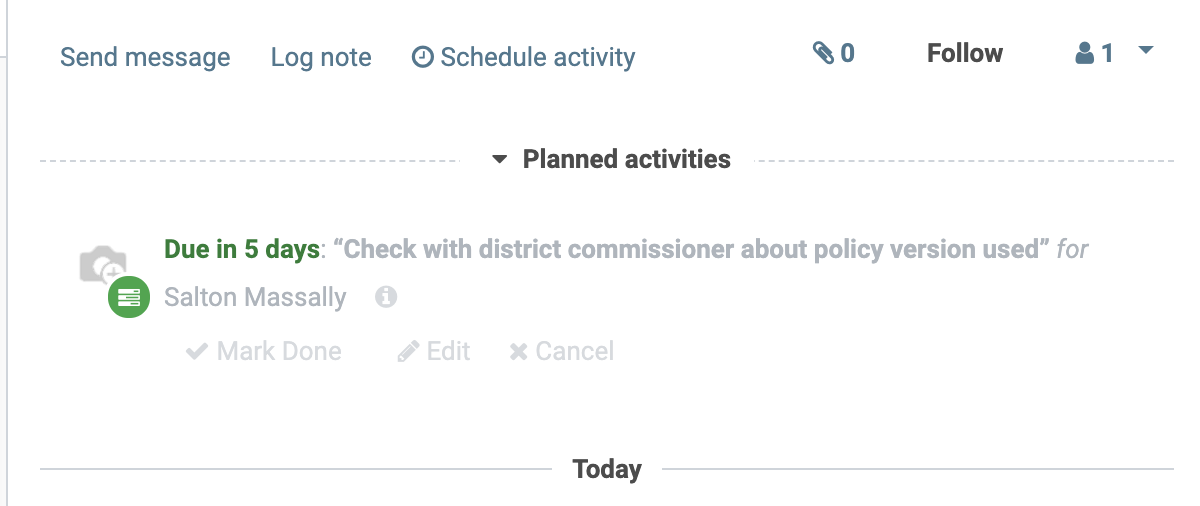 Send message Log note Schedule activity 0 Follow 1
Planned activities
Due in 5 days: “Check with district commissioner about policy version used” for
Salton Massally
Mark Done Edit Cancel
Today